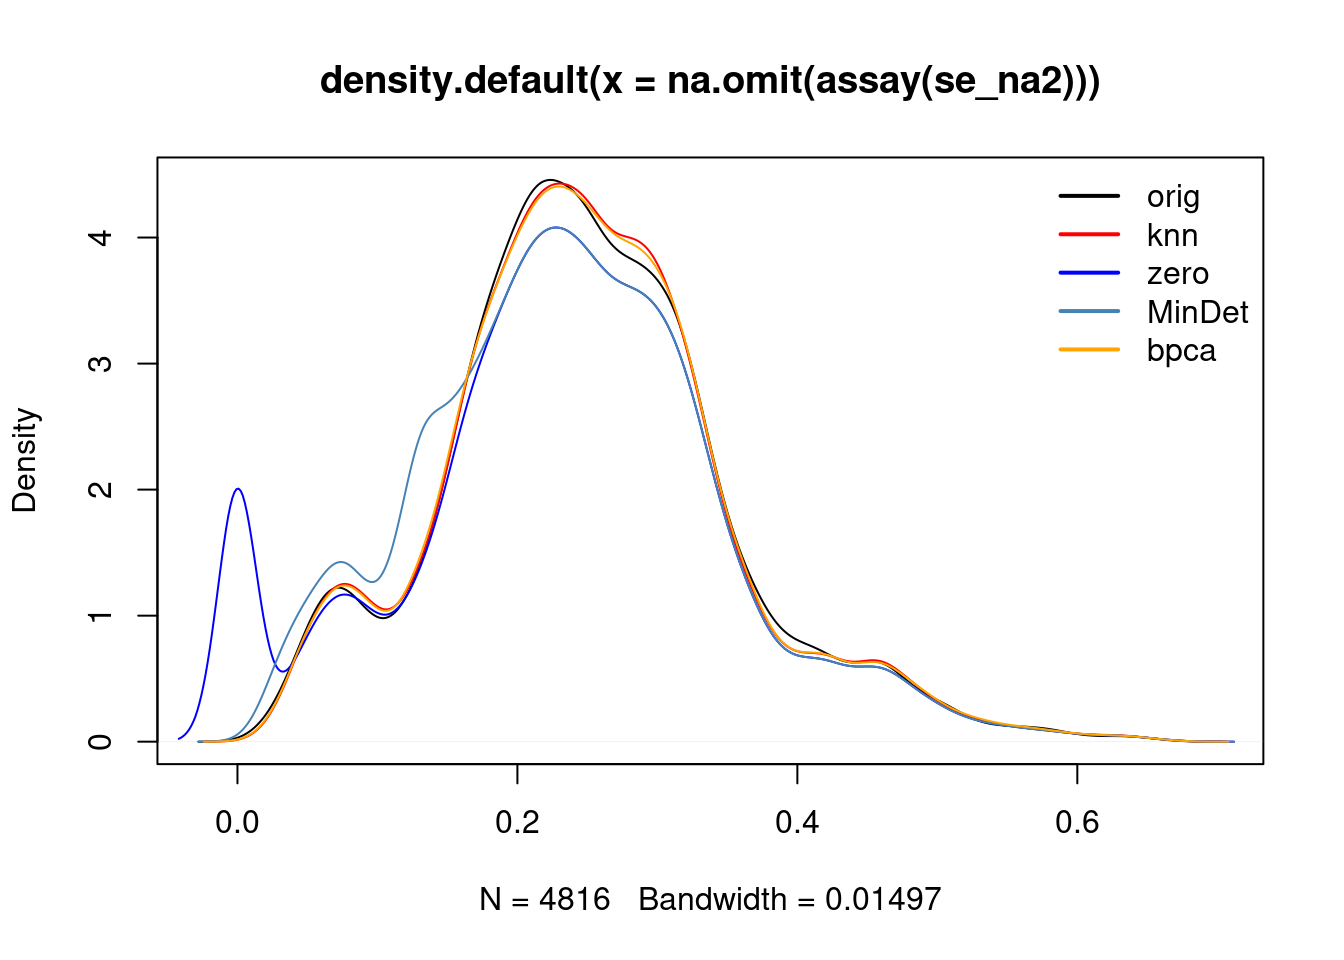 density.default(x = na.omit(assay(se_na2)))
orig
knn
zero
MinDet
bpca
Density
0
1
2
3
4
0.0
0.2
0.4
0.6
N = 4816 Bandwidth = 0.01497